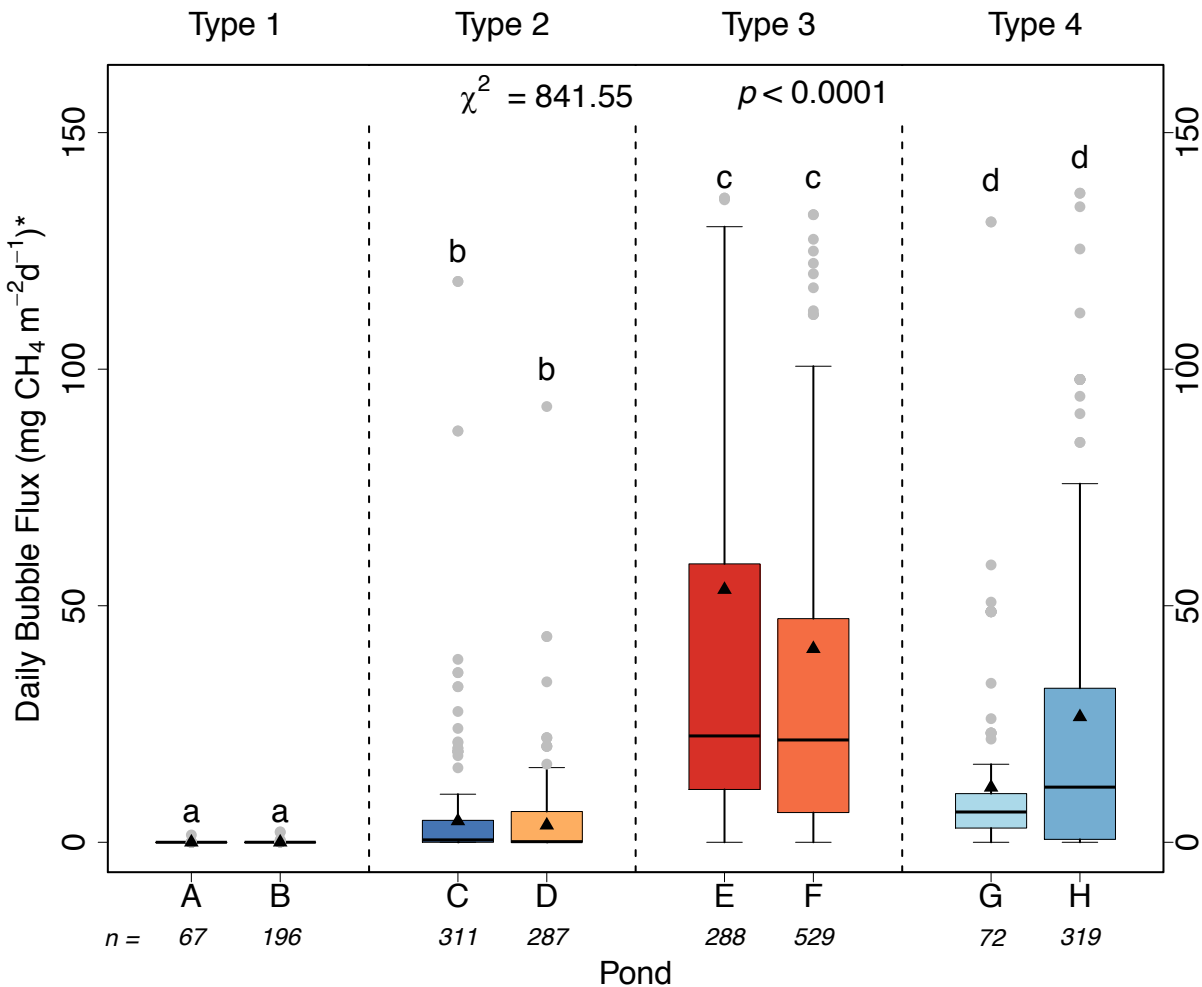 Type 1 Type 2 Type 3 Type 4
χ² = 841.55 p < 0.0001
150 150
100 100
50 50
0 0
Daily Bubble Flux (mg CH₄ m⁻²d⁻¹)*
a a b b c c d d
A B C D E F G H
n = 67 196 311 287 288 529 72 319
Pond